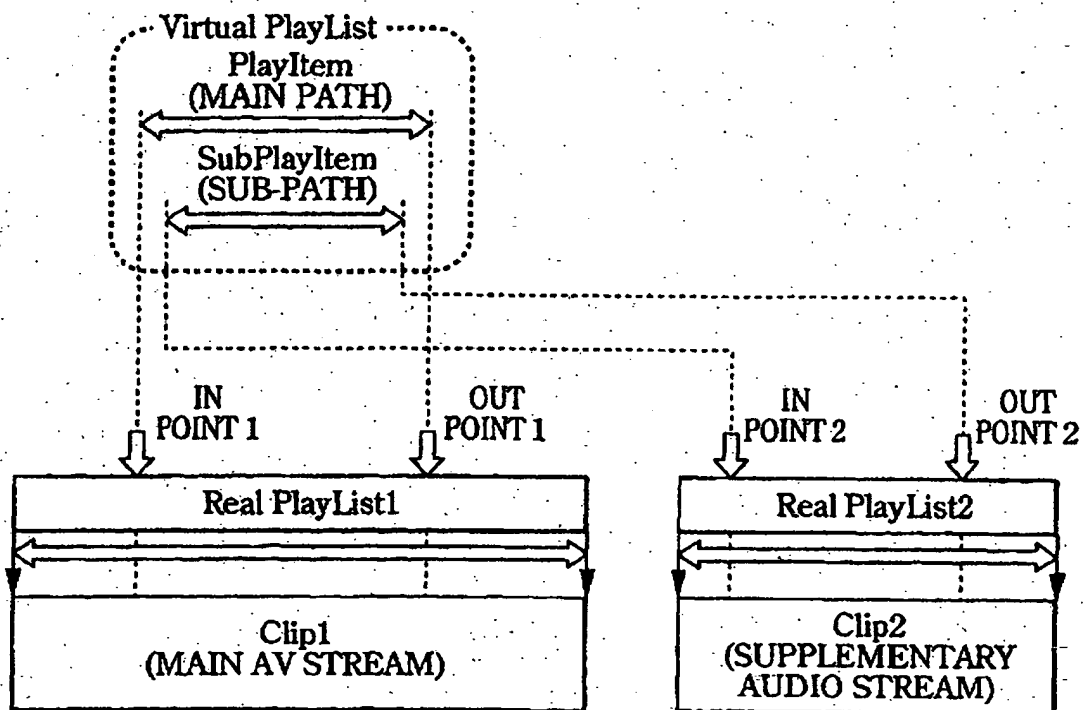 Virtual PlayList
PlayItem
(MAIN PATH)
SubPlayItem
(SUB-PATH)
IN
POINT 1
OUT
POINT 1
IN
POINT 2
OUT
POINT 2
Real PlayList1
Real PlayList2
Clip1
(MAIN AV STREAM)
Clip2
(SUPPLEMENTARY
AUDIO STREAM)